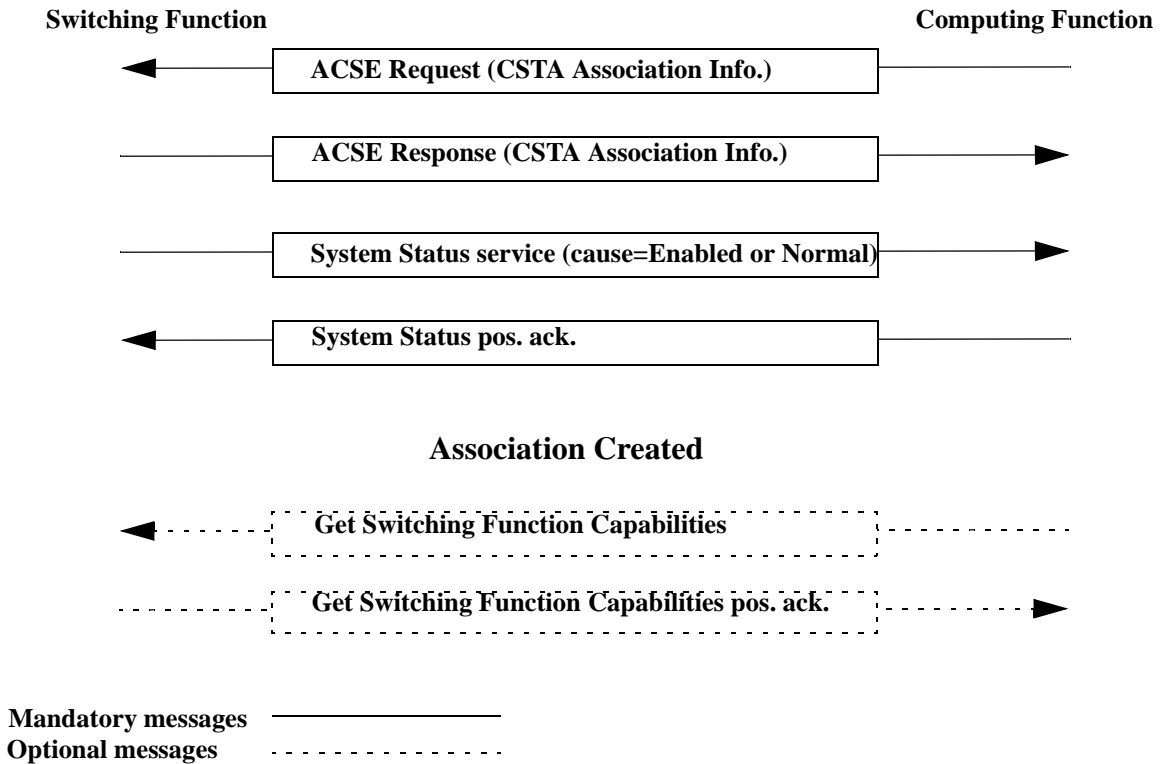 Switching Function
Computing Function
ACSE Request (CSTA Association Info.)
ACSE Response (CSTA Association Info.)
System Status service (cause=Enabled or Normal)
System Status pos. ack.
Association Created
Get Switching Function Capabilities
Get Switching Function Capabilities pos. ack.
Mandatory messages
Optional messages